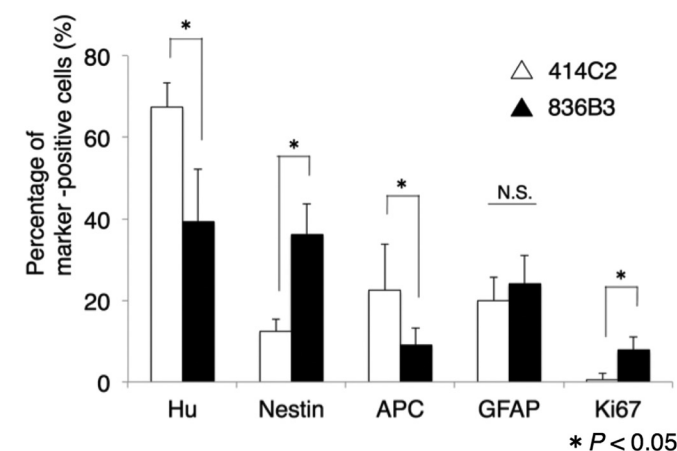 Percentage of
marker -positive cells (%)
80
60
40
20
0
*
*
*
N.S.
*
△ 414C2
▲ 836B3
Hu
Nestin
APC
GFAP
Ki67
* P < 0.05